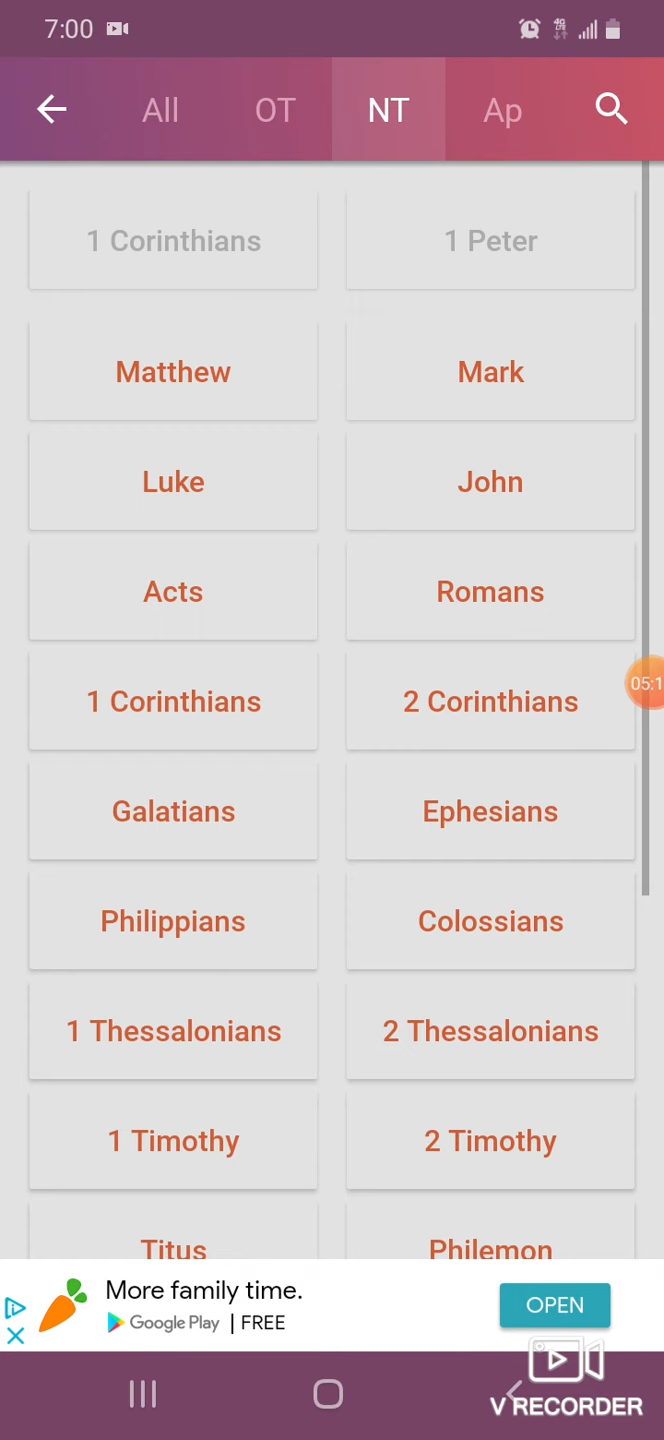 7:00
4G
LTE
All OT NT Ap
1 Corinthians 1 Peter
Matthew Mark
Luke John
Acts Romans
1 Corinthians 2 Corinthians
05:1
Galatians Ephesians
Philippians Colossians
1 Thessalonians 2 Thessalonians
1 Timothy 2 Timothy
Titus Philemon
More family time.
Google Play | FREE
OPEN
V RECORDER